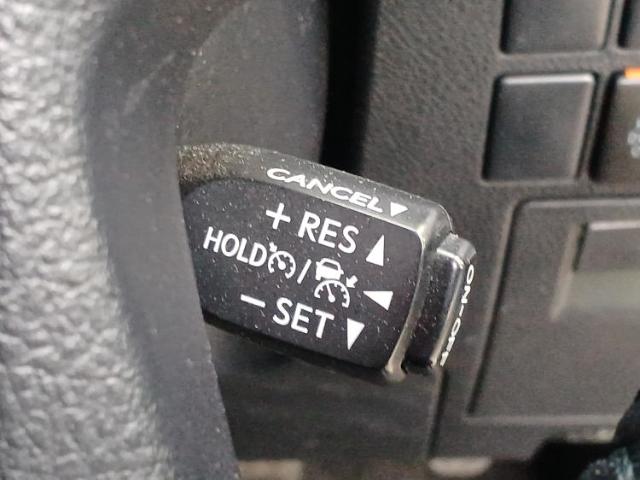 CANCEL
+ RES
HOLD /
- SET
ON-OFF